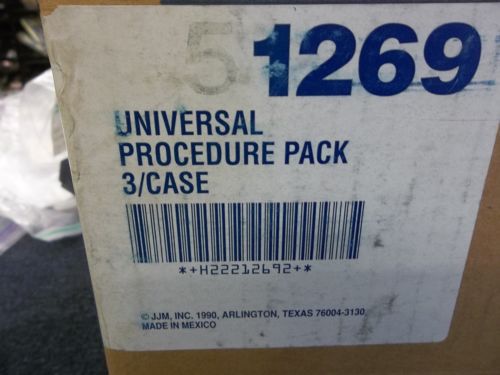 51269
UNIVERSAL
PROCEDURE PACK
3/CASE
*+H22212692+*
© JJM, INC. 1990, ARLINGTON, TEXAS 76004-3130
MADE IN MEXICO